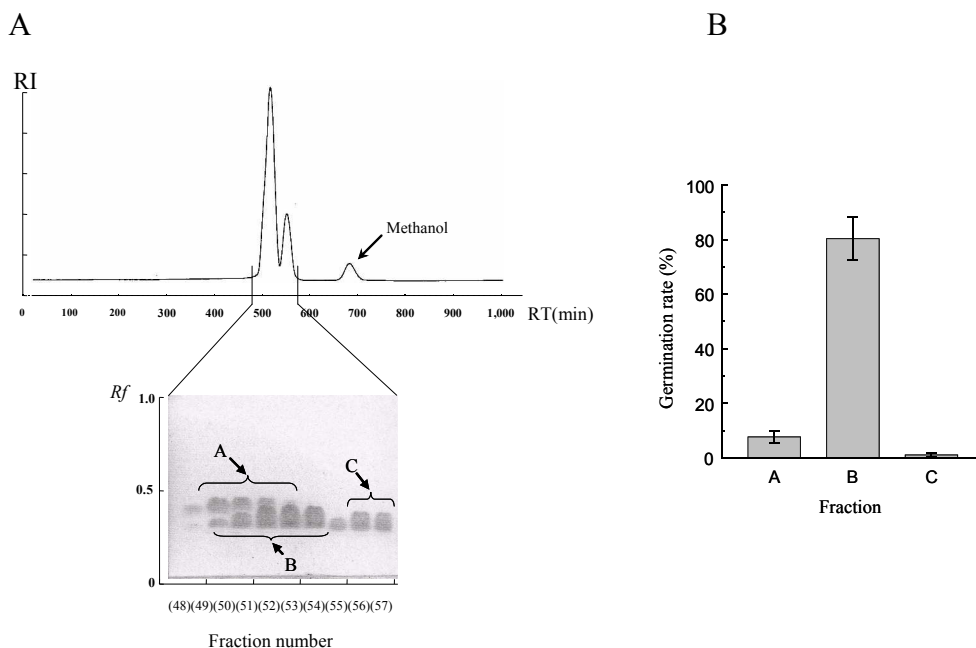 A
B
RI
Methanol
0 100 200 300 400 500 600 700 800 900 1,000 RT(min)
Rf
1.0
0.5
0
A
C
B
(48)(49)(50)(51)(52)(53)(54)(55)(56)(57)
Fraction number
Germination rate (%)
100
80
60
40
20
0
A B C
Fraction